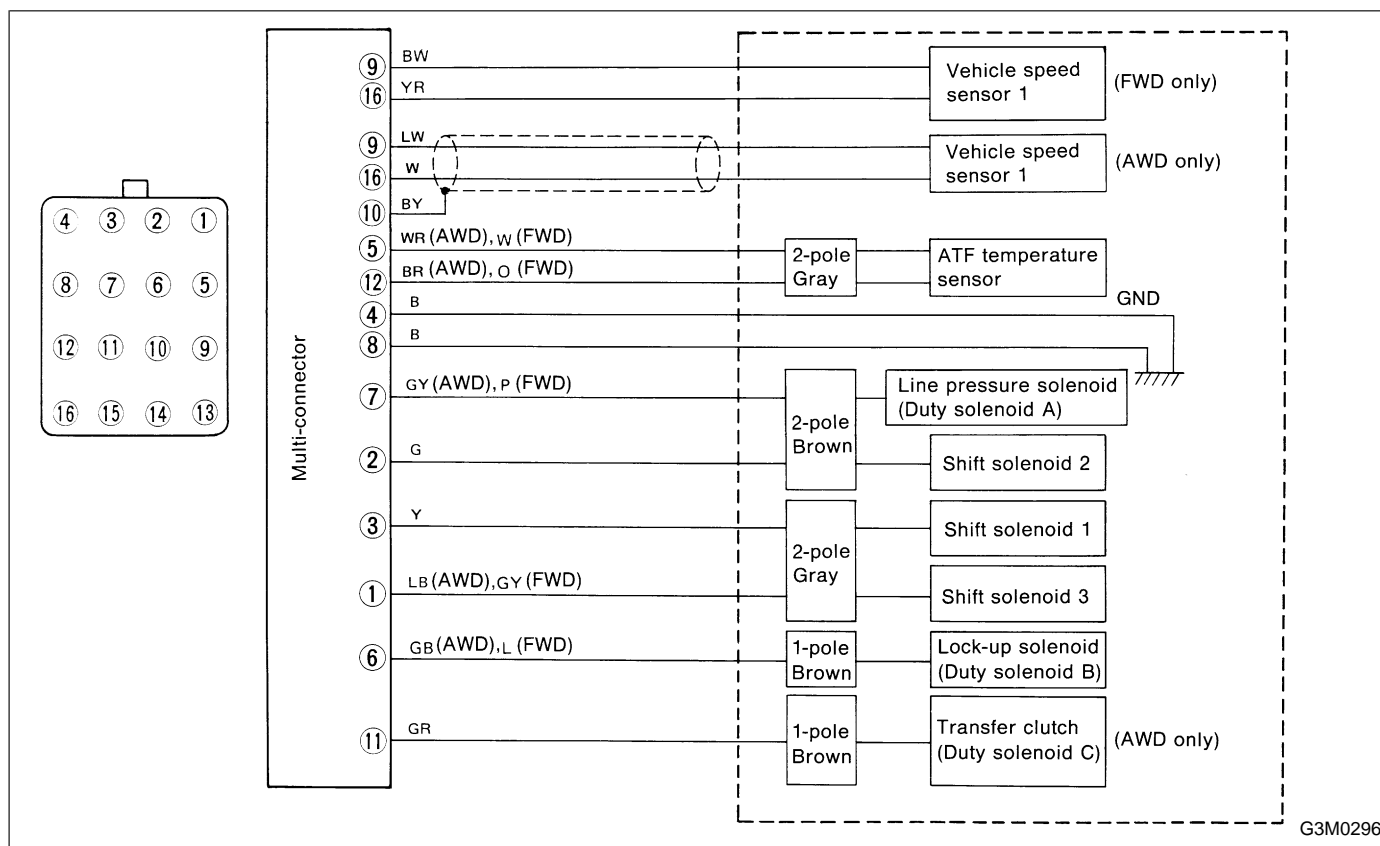 4 3 2 1
8 7 6 5
12 11 10 9
16 15 14 13
Multi-connector
9 BW
Vehicle speed
sensor 1
(FWD only)
16 YR
9 LW
Vehicle speed
sensor 1
(AWD only)
16 W
10 BY
5 WR (AWD), W (FWD)
2-pole
Gray
ATF temperature
sensor
12 BR (AWD), O (FWD)
4 B
GND
8 B
7 GY (AWD), P (FWD)
2-pole
Brown
Line pressure solenoid
(Duty solenoid A)
2 G
Shift solenoid 2
3 Y
2-pole
Gray
Shift solenoid 1
1 LB (AWD), GY (FWD)
Shift solenoid 3
6 GB (AWD), L (FWD)
1-pole
Brown
Lock-up solenoid
(Duty solenoid B)
11 GR
1-pole
Brown
Transfer clutch
(Duty solenoid C)
(AWD only)
G3M0296